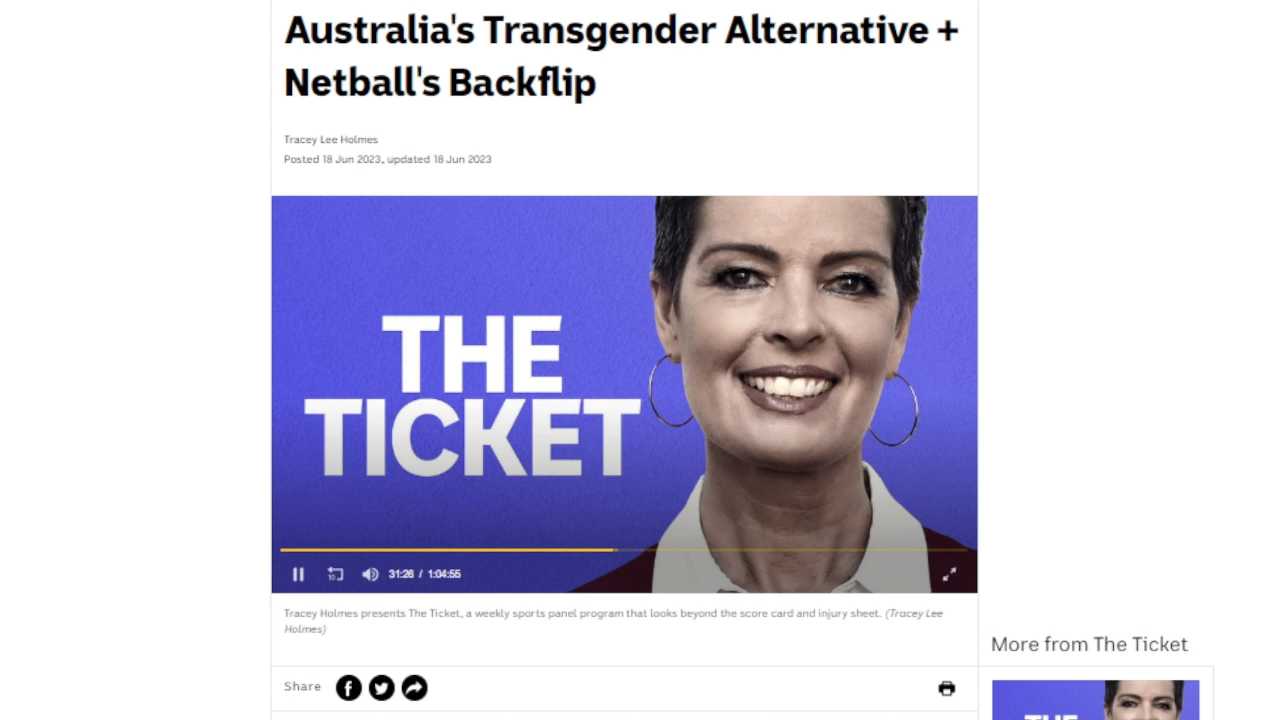 Australia's Transgender Alternative +
Netball's Backflip
Tracey Lee Holmes
Posted 18 Jun 2023, updated 18 Jun 2023
THE
TICKET
10
31:26 / 1:04:55
Tracey Holmes presents The Ticket, a weekly sports panel program that looks beyond the score card and injury sheet. (Tracey Lee
Holmes)
More from The Ticket
Share
THE